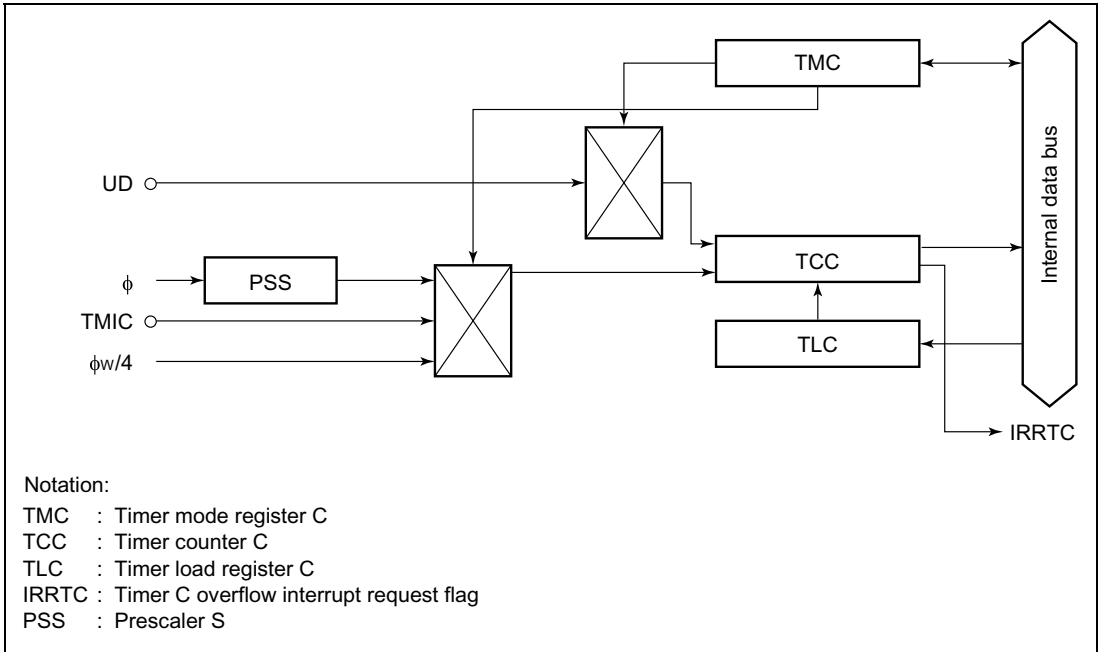 TMC
Internal data bus
UD
TCC
φ
PSS
TMIC
TLC
φw/4
IRRTC
Notation:
TMC : Timer mode register C
TCC : Timer counter C
TLC : Timer load register C
IRRTC : Timer C overflow interrupt request flag
PSS : Prescaler S